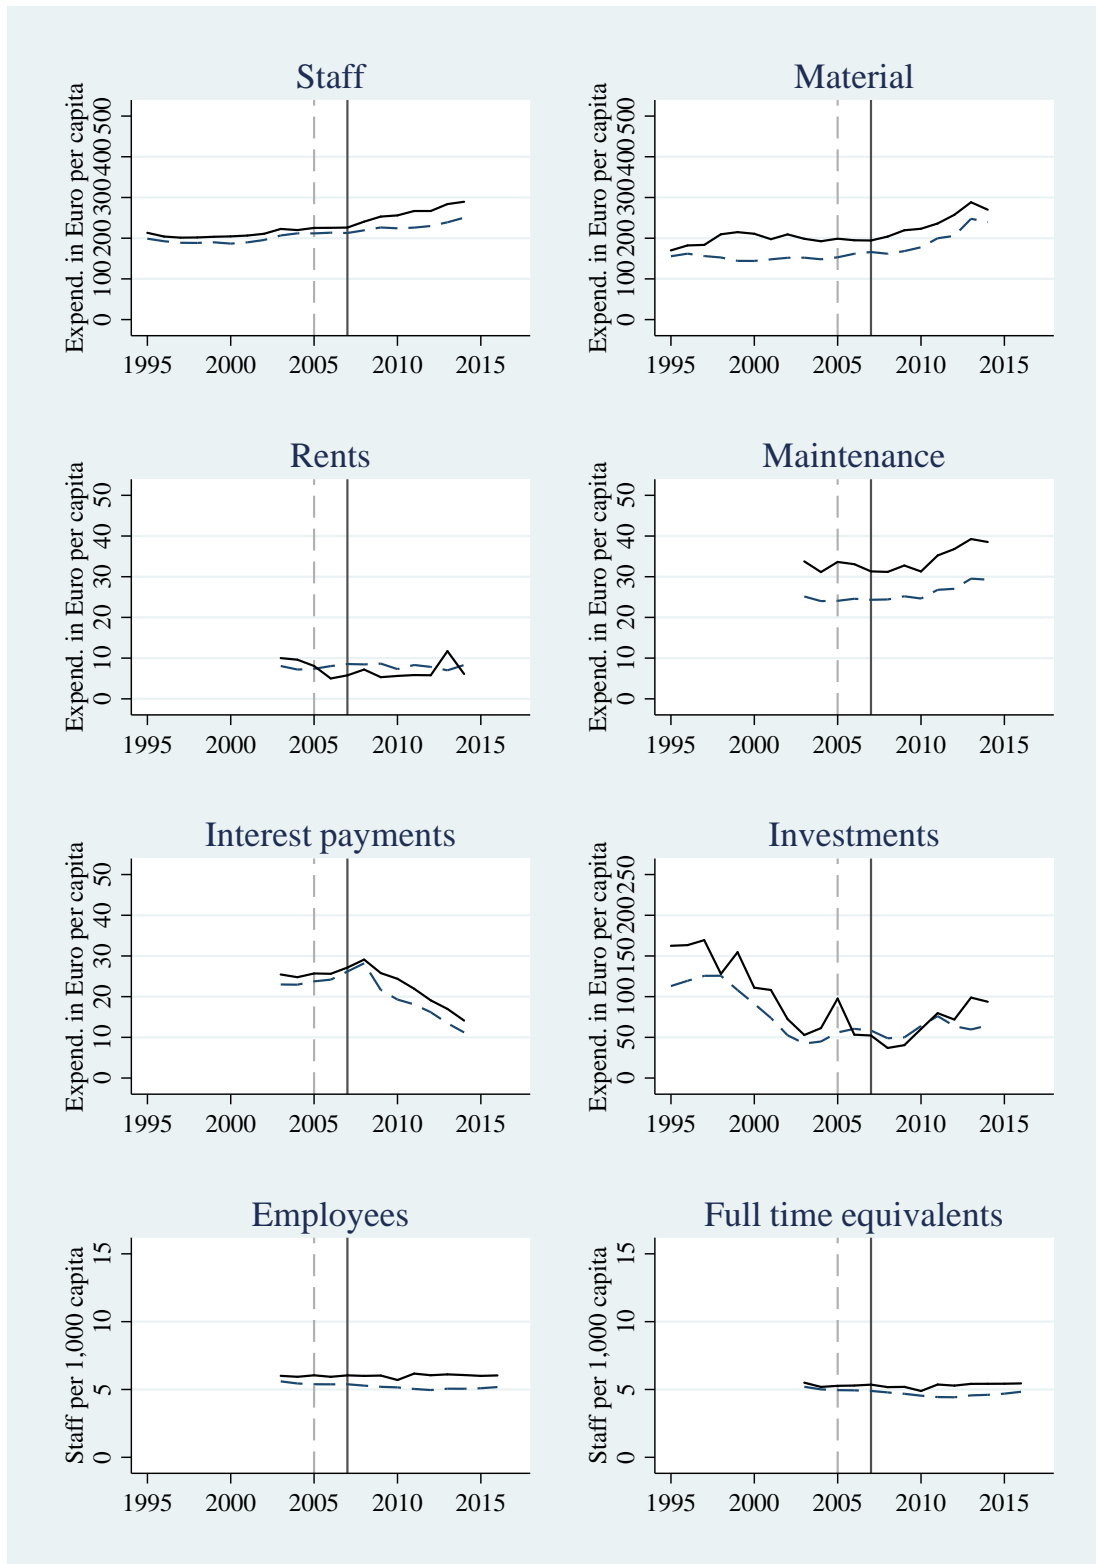 Staff
Expend. in Euro per capita
0 100 200 300 400 500
1995 2000 2005 2010 2015
Material
Expend. in Euro per capita
0 100 200 300 400 500
1995 2000 2005 2010 2015
Rents
Expend. in Euro per capita
0 10 20 30 40 50
1995 2000 2005 2010 2015
Maintenance
Expend. in Euro per capita
0 10 20 30 40 50
1995 2000 2005 2010 2015
Interest payments
Expend. in Euro per capita
0 10 20 30 40 50
1995 2000 2005 2010 2015
Investments
Expend. in Euro per capita
0 50 100 150 200 250
1995 2000 2005 2010 2015
Employees
Staff per 1,000 capita
0 5 10 15
1995 2000 2005 2010 2015
Full time equivalents
Staff per 1,000 capita
0 5 10 15
1995 2000 2005 2010 2015